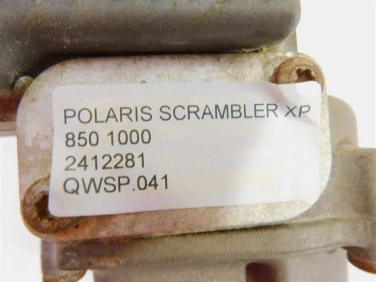 POLARIS SCRAMBLER XP
850 1000
2412281
QWSP.041